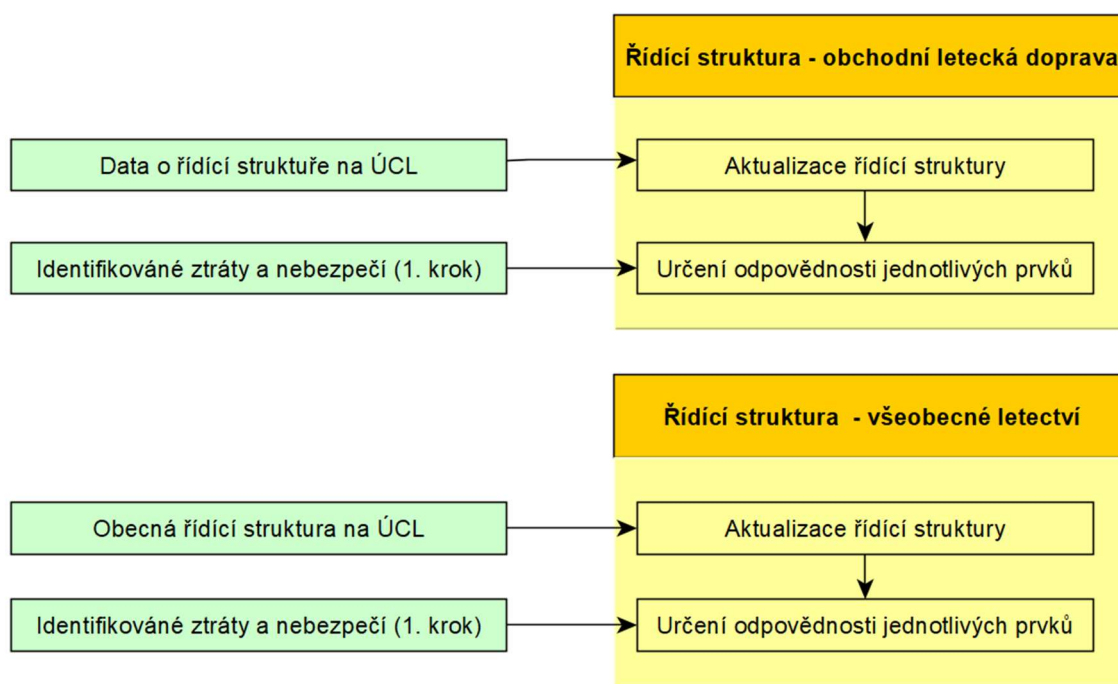 Řídící struktura - obchodní letecká doprava
Data o řídící struktuře na ÚCL
Aktualizace řídící struktury
Identifikováné ztráty a nebezpečí (1. krok)
Určení odpovědnosti jednotlivých prvků
Řídící struktura  - všeobecné letectví
Obecná řídící struktura na ÚCL
Aktualizace řídící struktury
Identifikováné ztráty a nebezpečí (1. krok)
Určení odpovědnosti jednotlivých prvků